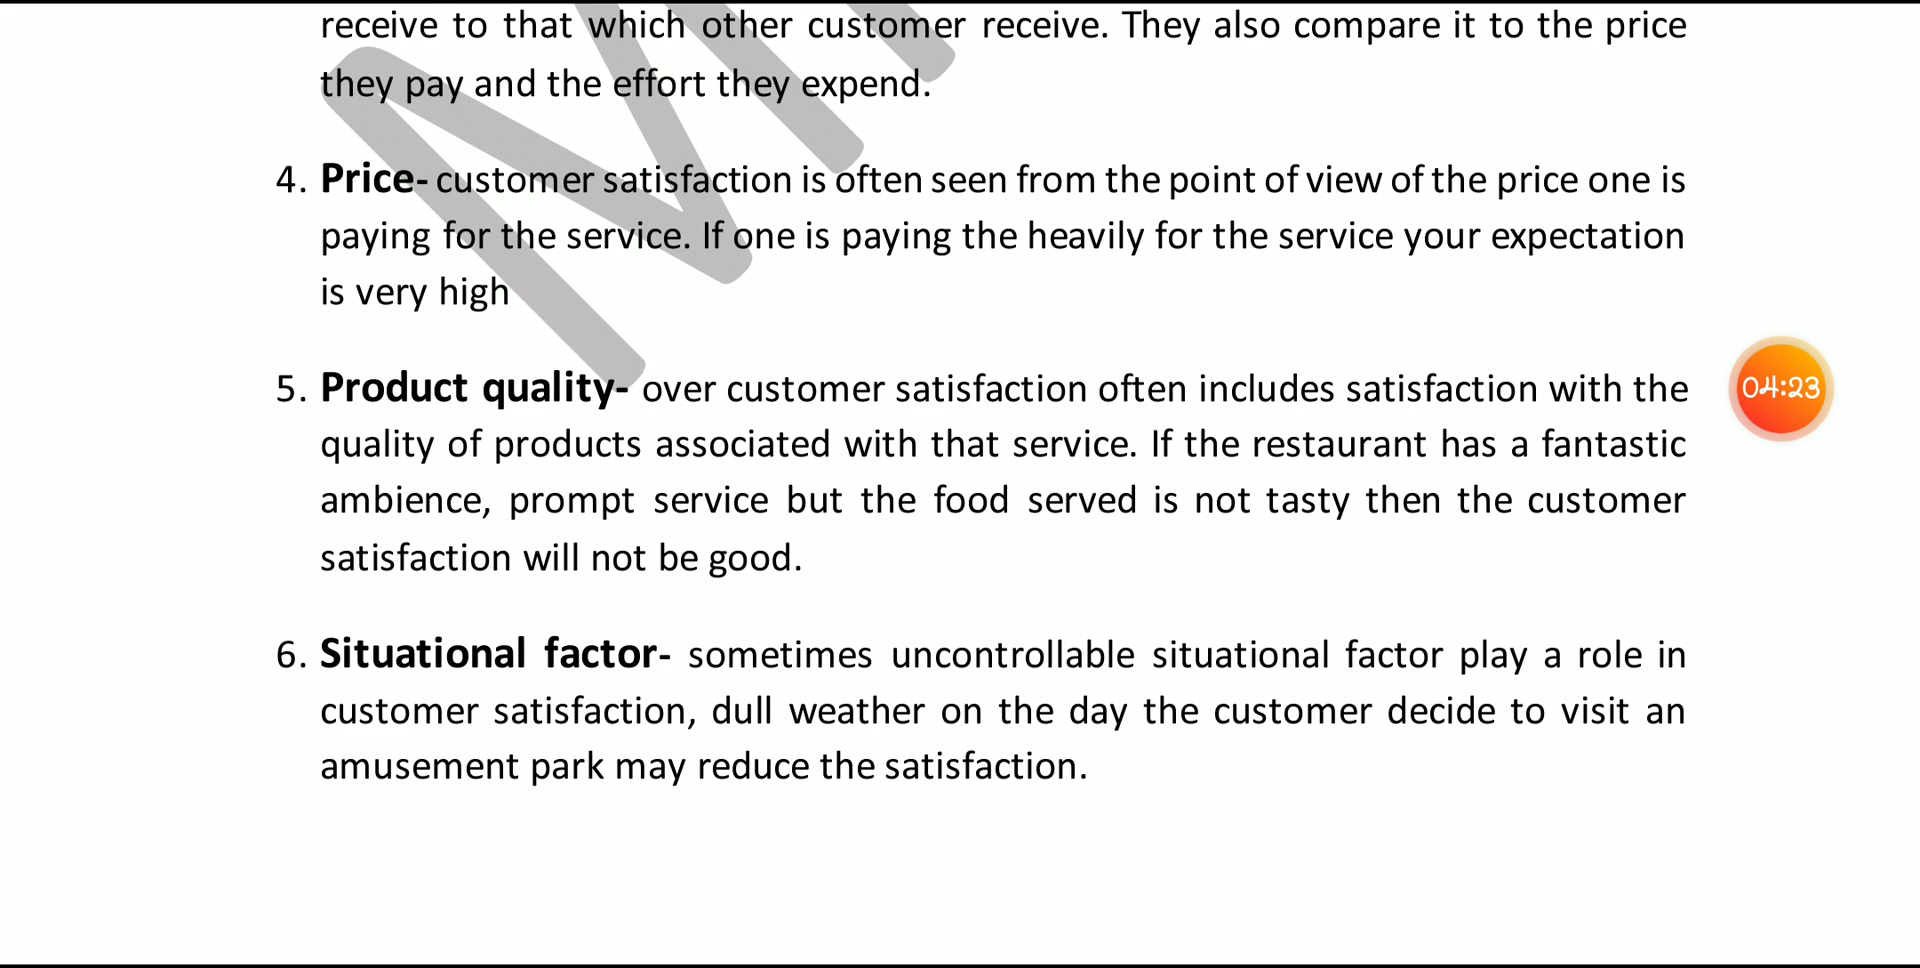 receive to that which other customer receive. They also compare it to the price
they pay and the effort they expend.
4. Price- customer satisfaction is often seen from the point of view of the price one is
paying for the service. If one is paying the heavily for the service your expectation
is very high
5. Product quality- over customer satisfaction often includes satisfaction with the
quality of products associated with that service. If the restaurant has a fantastic
ambience, prompt service but the food served is not tasty then the customer
satisfaction will not be good.
04:23
6. Situational factor- sometimes uncontrollable situational factor play a role in
customer satisfaction, dull weather on the day the customer decide to visit an
amusement park may reduce the satisfaction.